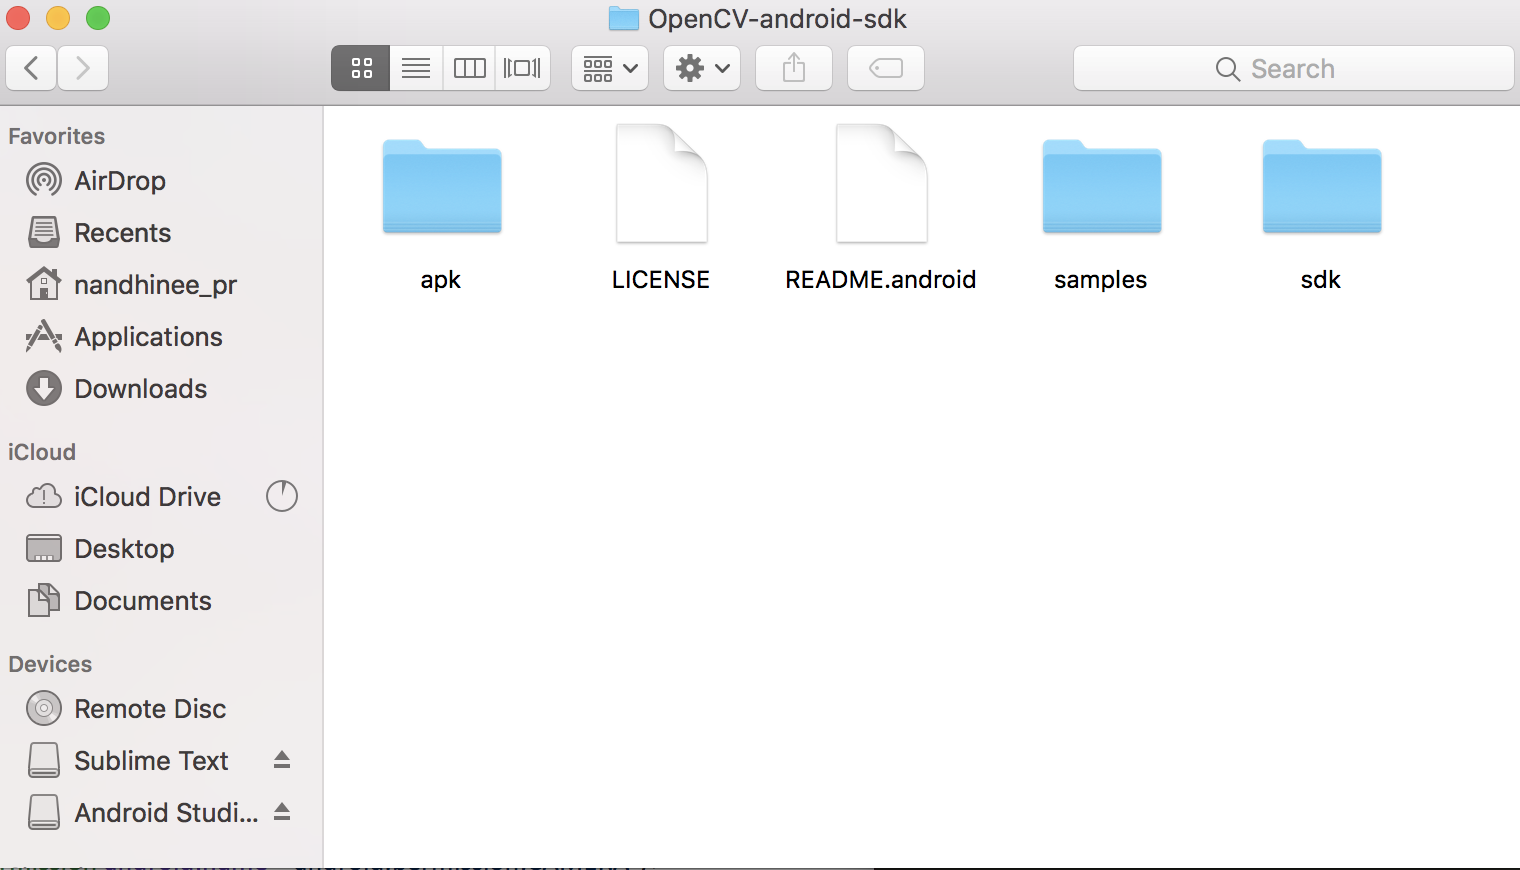 OpenCV-android-sdk
Search
Favorites
AirDrop
Recents
nandhinee_pr
Applications
Downloads
iCloud
iCloud Drive
Desktop
Documents
Devices
Remote Disc
Sublime Text
Android Studi...
apk
LICENSE
README.android
samples
sdk